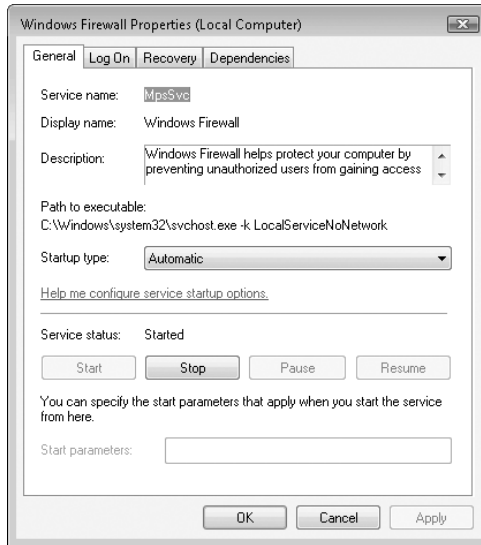 Windows Firewall Properties (Local Computer)
General Log On Recovery Dependencies
Service name: MpsSvc
Display name: Windows Firewall
Description: Windows Firewall helps protect your computer by
preventing unauthorized users from gaining access
Path to executable:
C:\Windows\system32\svchost.exe -k LocalServiceNoNetwork
Startup type: Automatic
Help me configure service startup options.
Service status: Started
Start Stop Pause Resume
You can specify the start parameters that apply when you start the service
from here.
Start parameters:
OK Cancel Apply